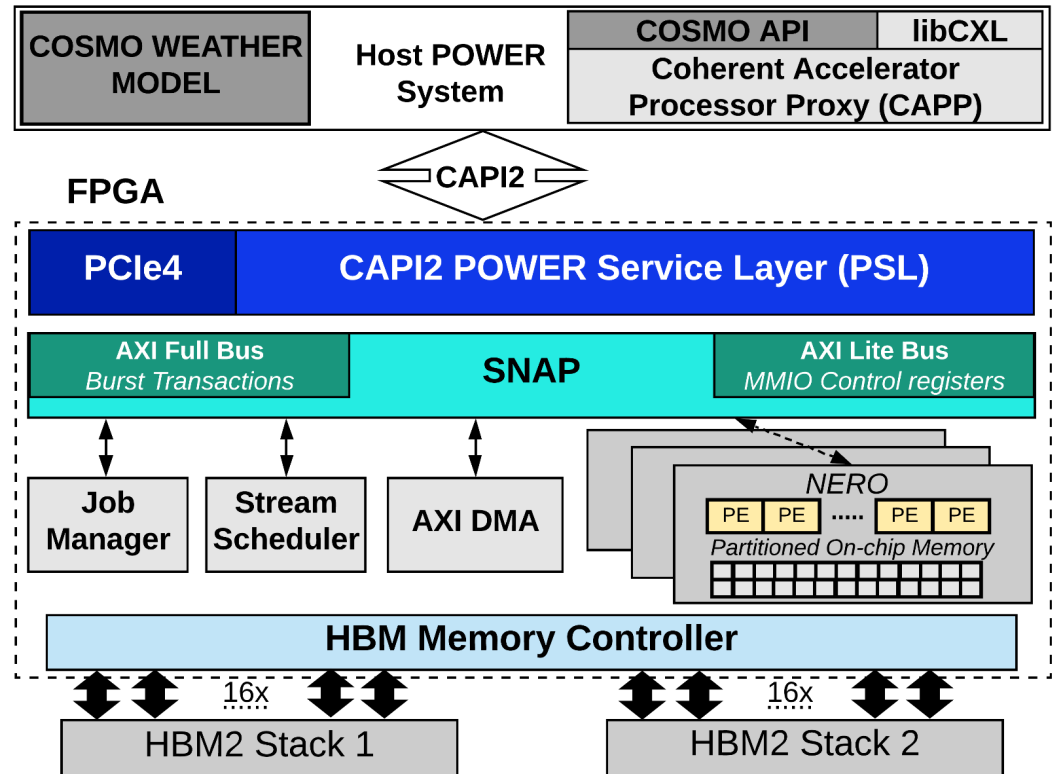 COSMO WEATHER
MODEL
Host POWER
System
COSMO API
libCXL
Coherent Accelerator
Processor Proxy (CAPP)
CAPI2
FPGA
PCIe4
CAPI2 POWER Service Layer (PSL)
AXI Full Bus
Burst Transactions
SNAP
AXI Lite Bus
MMIO Control registers
Job
Manager
Stream
Scheduler
AXI DMA
NERO
PE PE ..... PE PE
Partitioned On-chip Memory
HBM Memory Controller
16x
16x
HBM2 Stack 1
HBM2 Stack 2